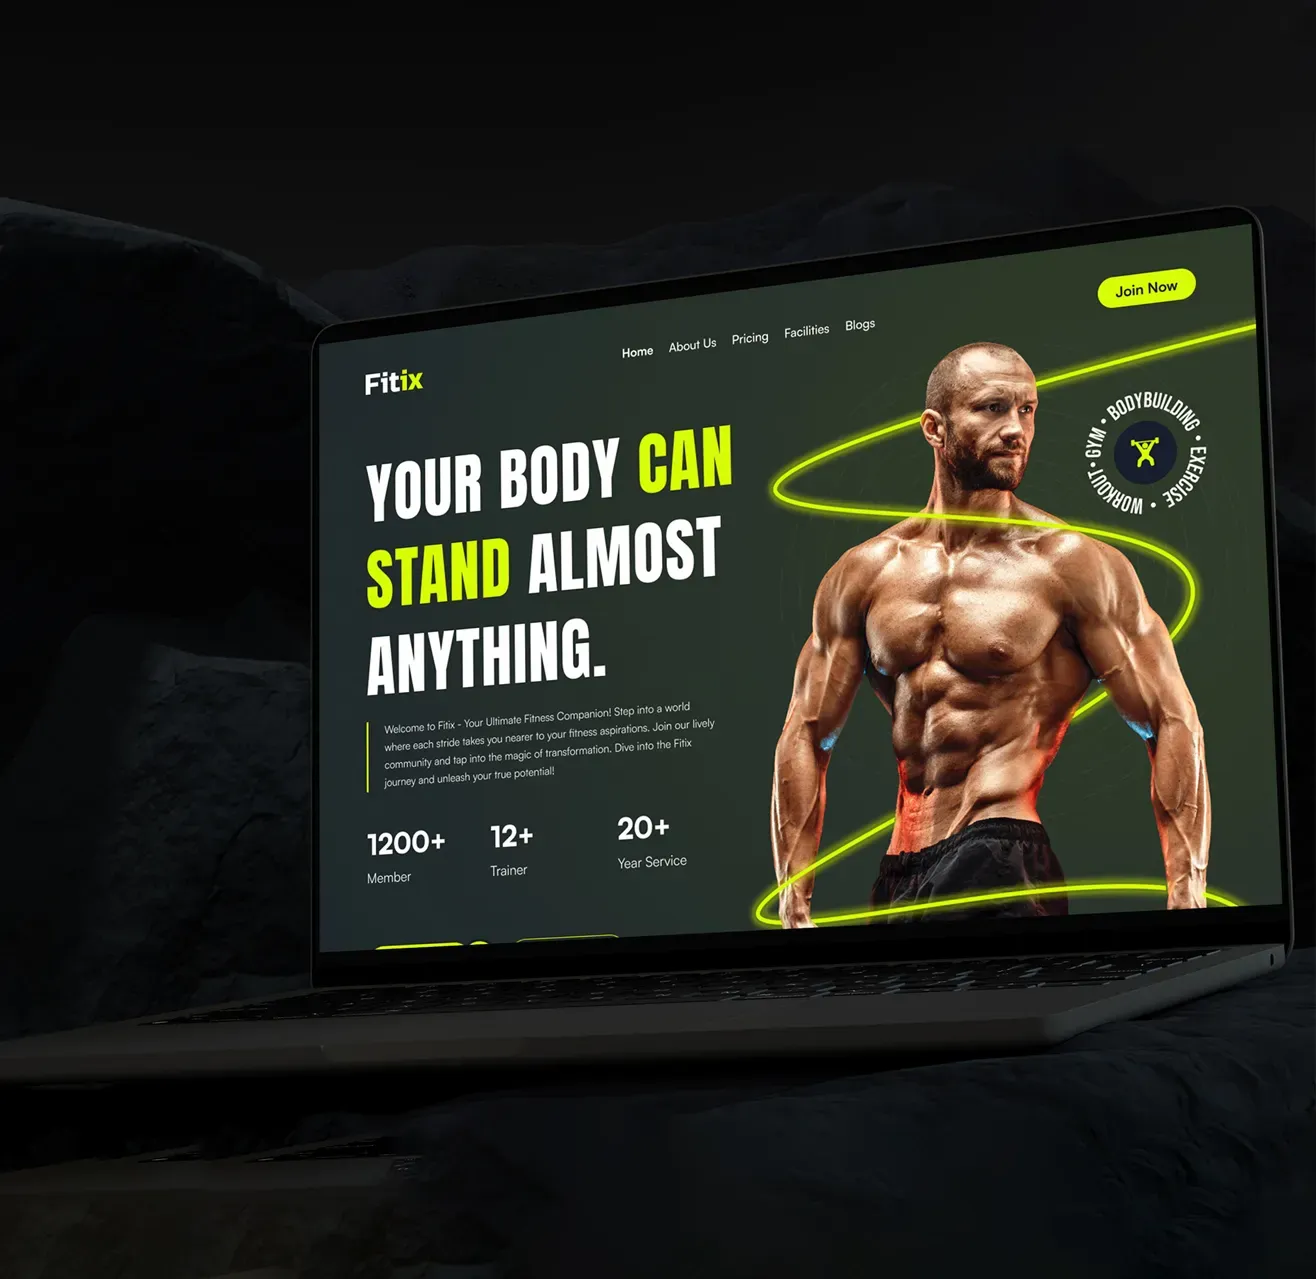 Join Now
Home About Us Pricing Facilities Blogs
Fitix
YOUR BODY CAN
STAND ALMOST
ANYTHING.
BODYBUILDING • EXERCISE • WORKOUT • GYM •
Welcome to Fitix - Your Ultimate Fitness Companion! Step into a world
where each stride takes you nearer to your fitness aspirations. Join our lively
community and tap into the magic of transformation. Dive into the Fitix
journey and unleash your true potential!
1200+ 12+ 20+
Member Trainer Year Service